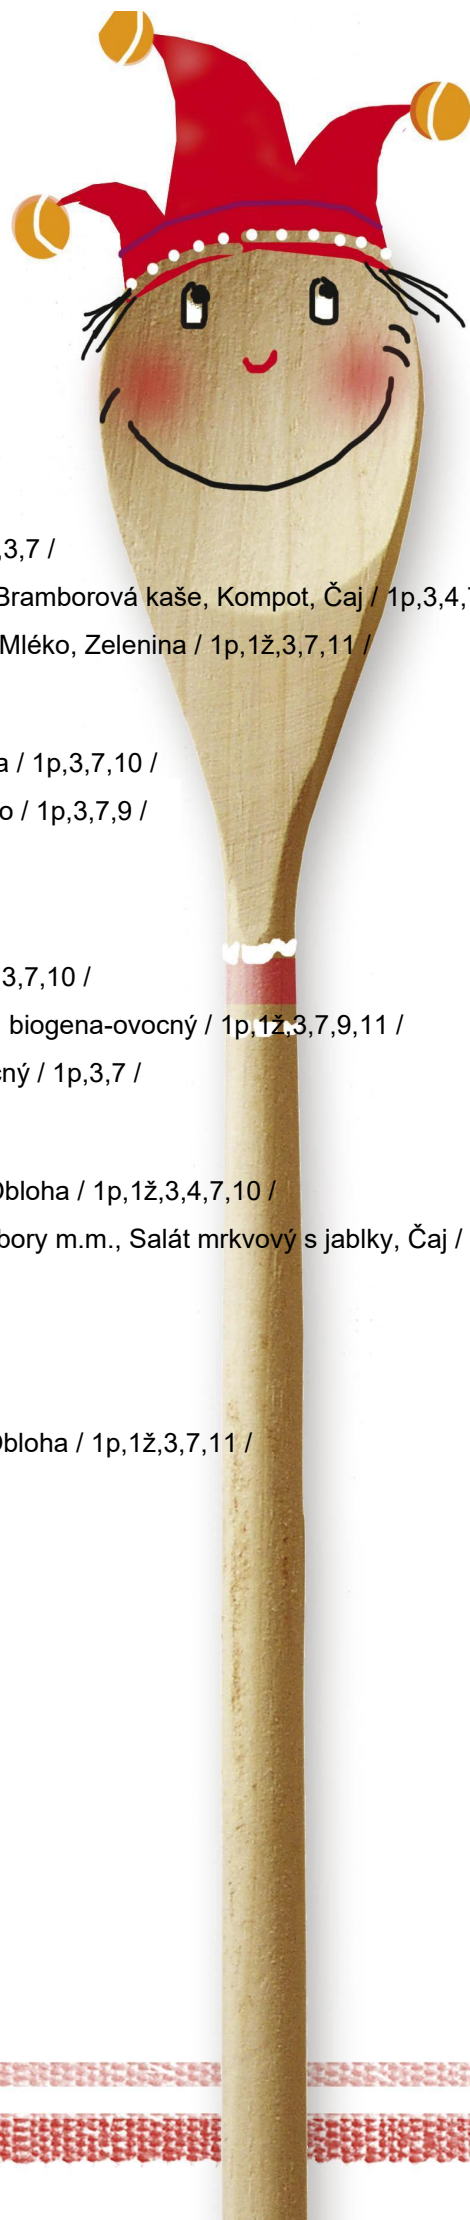 ,3,7 /
Bramborová kaše, Kompot, Čaj / 1p,3,4,7
Mléko, Zelenina / 1p,1ž,3,7,11 /
a / 1p,3,7,10 /
o / 1p,3,7,9 /
3,7,10 /
biogena-ovocný / 1p,1ž,3,7,9,11 /
čný / 1p,3,7 /
Obloha / 1p,1ž,3,4,7,10 /
bory m.m., Salát mrkvový s jablky, Čaj /
Obloha / 1p,1ž,3,7,11 /